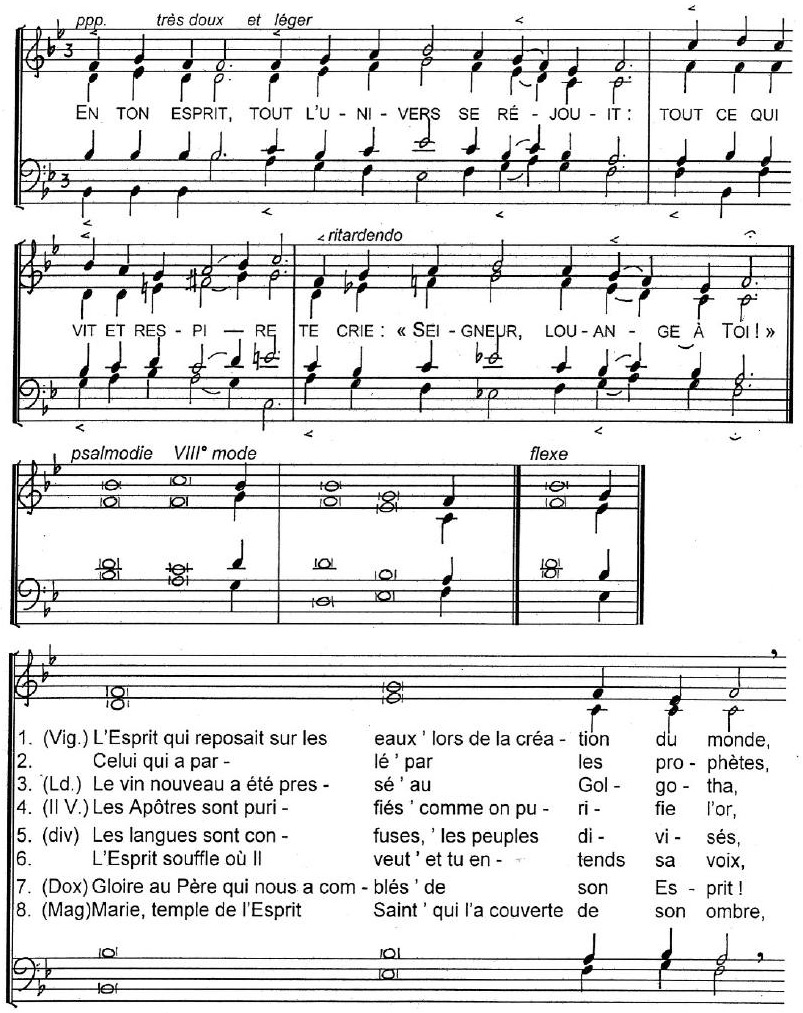 ppp. très doux et léger
3
EN TON ESPRIT, TOUT L'U - NI - VERS SE RÉ - JOU - IT : TOUT CE QUI
3
ritardendo
VIT ET RES - PI — RE TE CRIE : « SEI - GNEUR, LOU - AN - GE À TOI ! »
psalmodie VIII° mode flexe
1. (Vig.) L'Esprit qui reposait sur les eaux ' lors de la créa - tion du monde,
2. Celui qui a par - lé ' par les pro - phètes,
3. (Ld.) Le vin nouveau a été pres - sé ' au Gol - go - tha,
4. (II V.) Les Apôtres sont puri - fiés ' comme on pu - ri - fie l'or,
5. (div) Les langues sont con - fuses, ' les peuples di - vi - sés,
6. L'Esprit souffle où Il veut ' et tu en - tends sa voix,
7. (Dox) Gloire au Père qui nous a com - blés ' de son Es - prit !
8. (Mag) Marie, temple de l'Esprit Saint ' qui l'a couverte de son ombre,